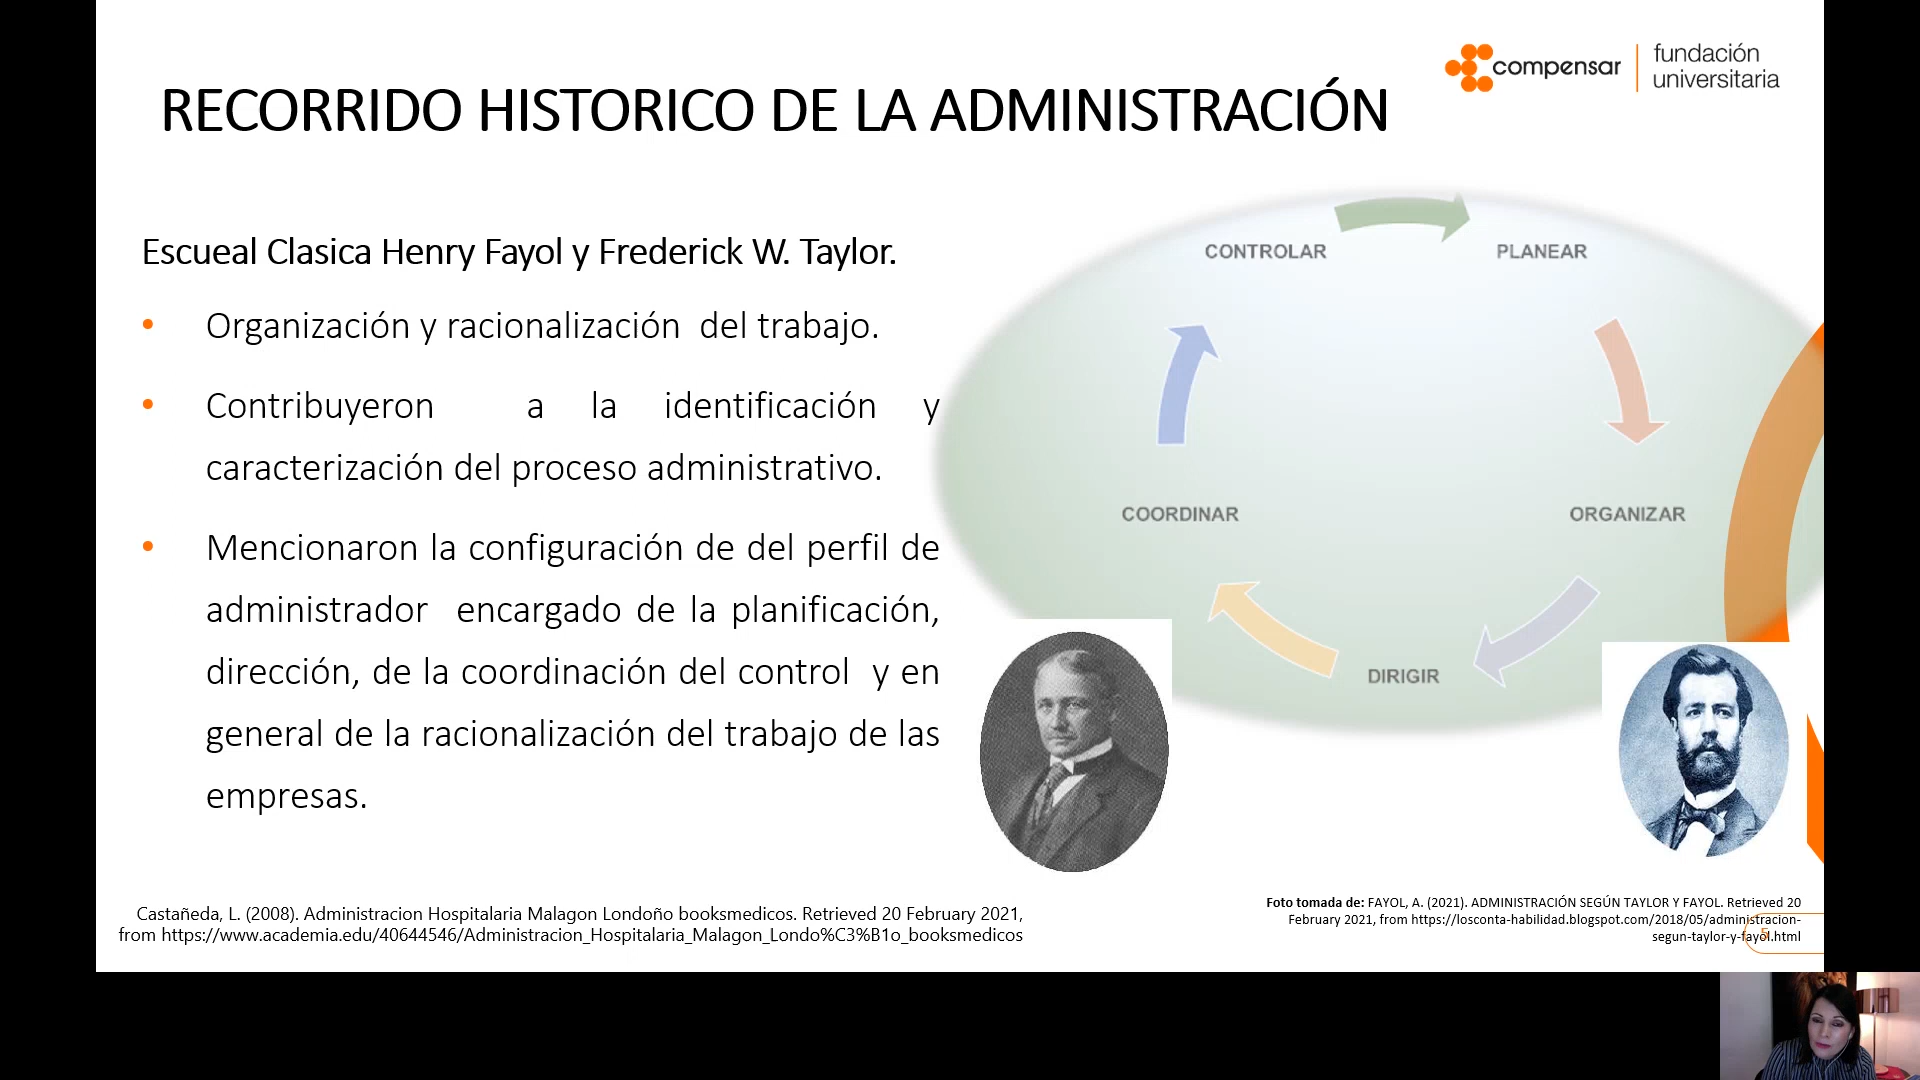 compensar
fundación
universitaria
RECORRIDO HISTORICO DE LA ADMINISTRACIÓN
Escueal Clasica Henry Fayol y Frederick W. Taylor.
• Organización y racionalización del trabajo.
• Contribuyeron a la identificación y
caracterización del proceso administrativo.
• Mencionaron la configuración de del perfil de
administrador encargado de la planificación,
dirección, de la coordinación del control y en
general de la racionalización del trabajo de las
empresas.
CONTROLAR
PLANEAR
COORDINAR
ORGANIZAR
DIRIGIR
Castañeda, L. (2008). Administracion Hospitalaria Malagon Londoño booksmedicos. Retrieved 20 February 2021,
from https://www.academia.edu/40644546/Administracion_Hospitalaria_Malagon_Londo%C3%B1o_booksmedicos
Foto tomada de: FAYOL, A. (2021). ADMINISTRACIÓN SEGÚN TAYLOR Y FAYOL. Retrieved 20
February 2021, from https://losconta-habilidad.blogspot.com/2018/05/administracion-
segun-taylor-y-fayol.html
5